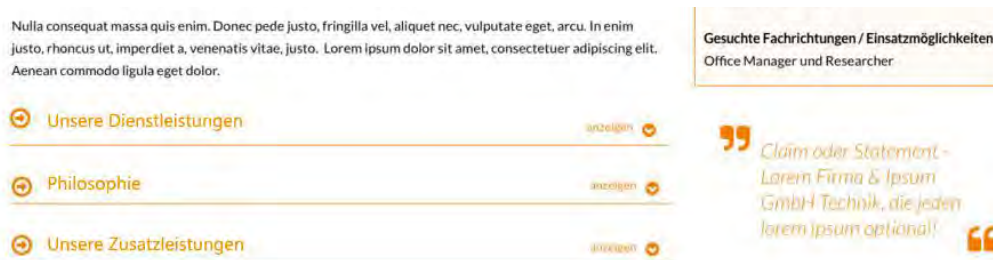 Nulla consequat massa quis enim. Donec pede justo, fringilla vel, aliquet nec, vulputate eget, arcu. In enim
justo, rhoncus ut, imperdiet a, venenatis vitae, justo. Lorem ipsum dolor sit amet, consectetuer adipiscing elit.
Aenean commodo ligula eget dolor.
Unsere Dienstleistungen
anzeigen
Philosophie
anzeigen
Unsere Zusatzleistungen
anzeigen
Gesuchte Fachrichtungen / Einsatzmöglichkeiten
Office Manager und Researcher
Claim oder Statement -
Lorem Firma & Ipsum
GmbH Technik, die jeden
lorem ipsum optional!